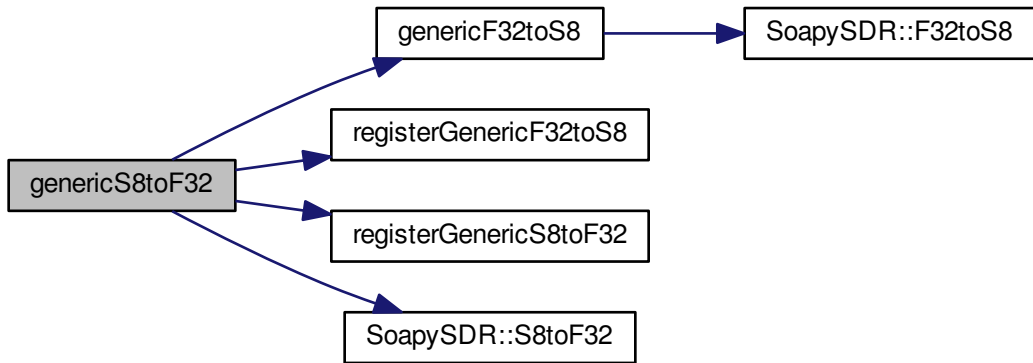 genericF32toS8
SoapySDR::F32toS8
registerGenericF32toS8
genericS8toF32
registerGenericS8toF32
SoapySDR::S8toF32